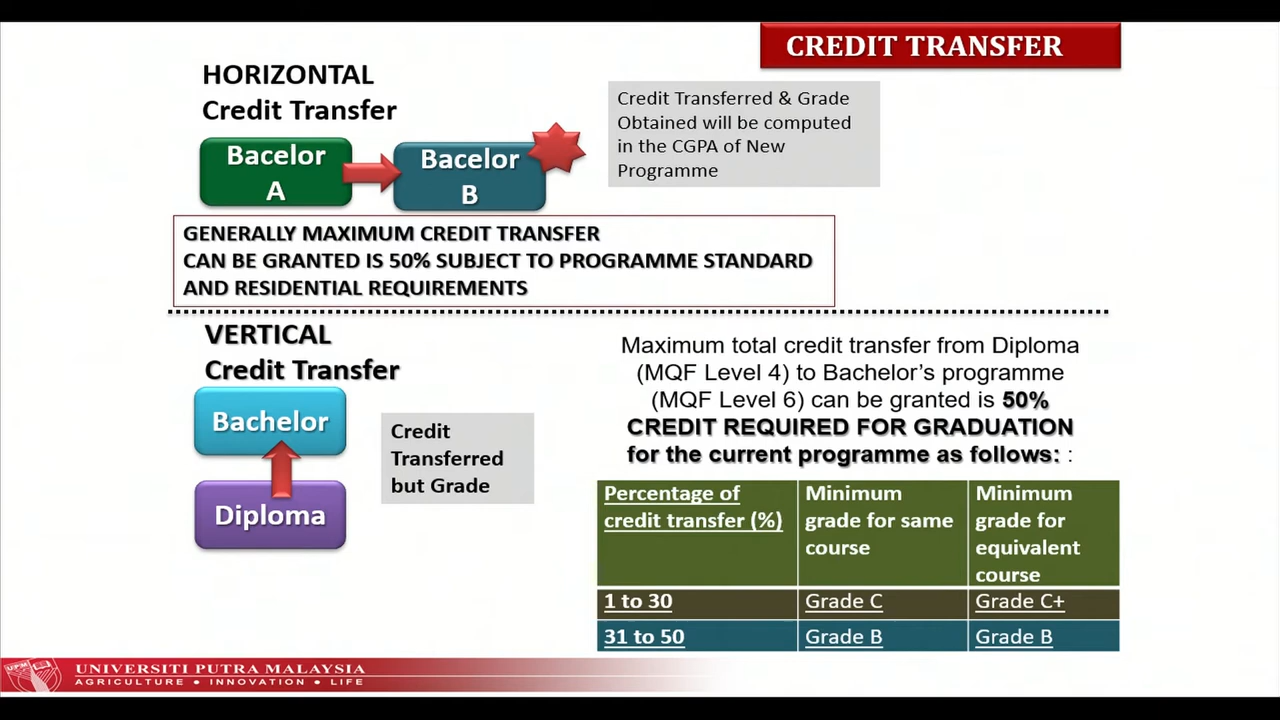 CREDIT TRANSFER
HORIZONTAL
Credit Transfer
Bacelor
A
Bacelor
B
Credit Transferred & Grade
Obtained will be computed
in the CGPA of New
Programme
GENERALLY MAXIMUM CREDIT TRANSFER
CAN BE GRANTED IS 50% SUBJECT TO PROGRAMME STANDARD
AND RESIDENTIAL REQUIREMENTS
VERTICAL
Credit Transfer
Bachelor
Diploma
Credit
Transferred
but Grade
Maximum total credit transfer from Diploma
(MQF Level 4) to Bachelor’s programme
(MQF Level 6) can be granted is 50%
CREDIT REQUIRED FOR GRADUATION
for the current programme as follows: :
Percentage of
credit transfer (%)
Minimum
grade for same
course
Minimum
grade for
equivalent
course
1 to 30
Grade C
Grade C+
31 to 50
Grade B
Grade B
UPM
UNIVERSITI PUTRA MALAYSIA
AGRICULTURE • INNOVATION • LIFE